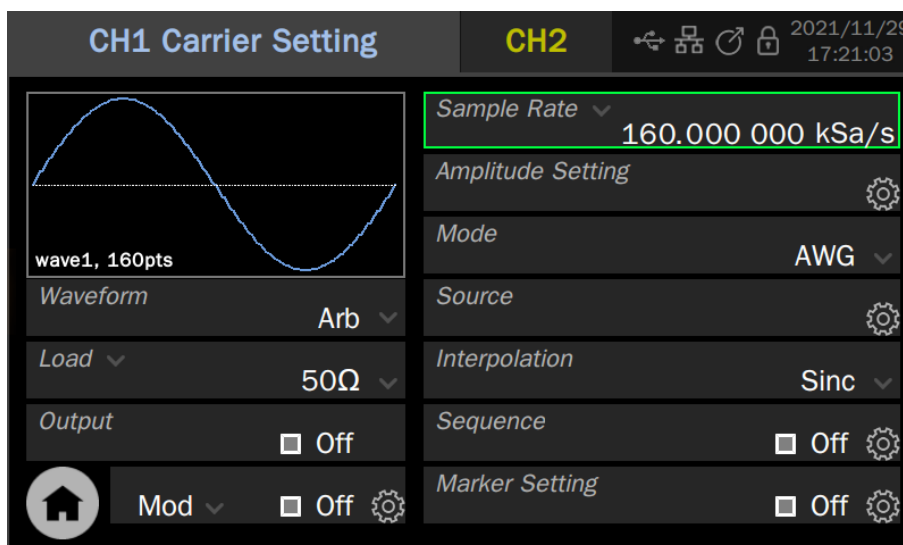 CH1 Carrier Setting
CH2
2021/11/29
17:21:03
wave1, 160pts
Waveform
Arb
Load
50Ω
Output
Off
Mod
Off
Sample Rate
160.000 000 kSa/s
Amplitude Setting
Mode
AWG
Source
Interpolation
Sinc
Sequence
Off
Marker Setting
Off